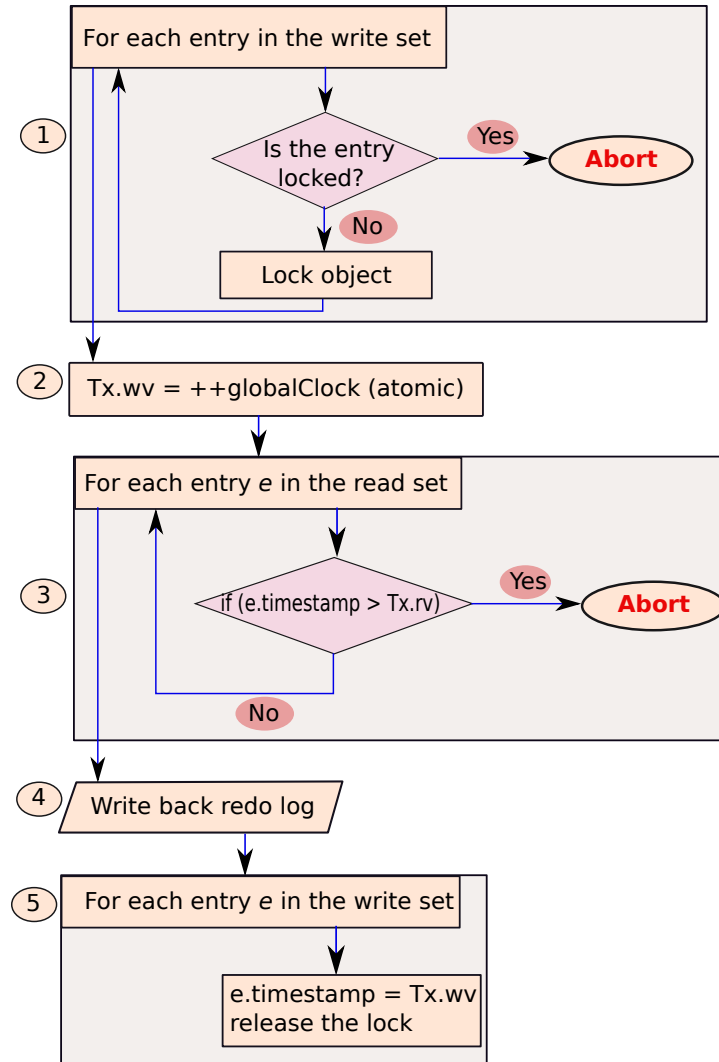 For each entry in the write set
1
Is the entry
locked?
Yes
Abort
No
Lock object
2
Tx.wv = ++globalClock (atomic)
For each entry e in the read set
3
if (e.timestamp > Tx.rv)
Yes
Abort
No
4
Write back redo log
5
For each entry e in the write set
e.timestamp = Tx.wv
release the lock